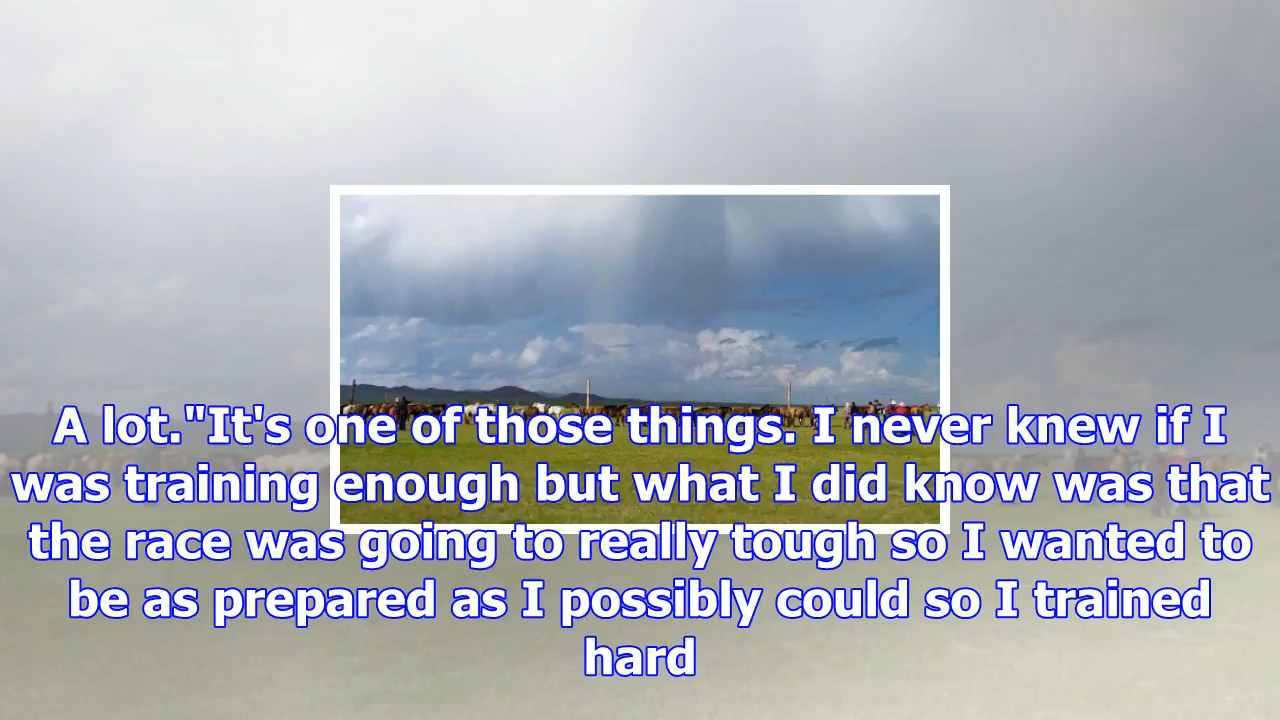 A lot."It's one of those things. I never knew if I
was training enough but what I did know was that
the race was going to really tough so I wanted to
be as prepared as I possibly could so I trained
hard